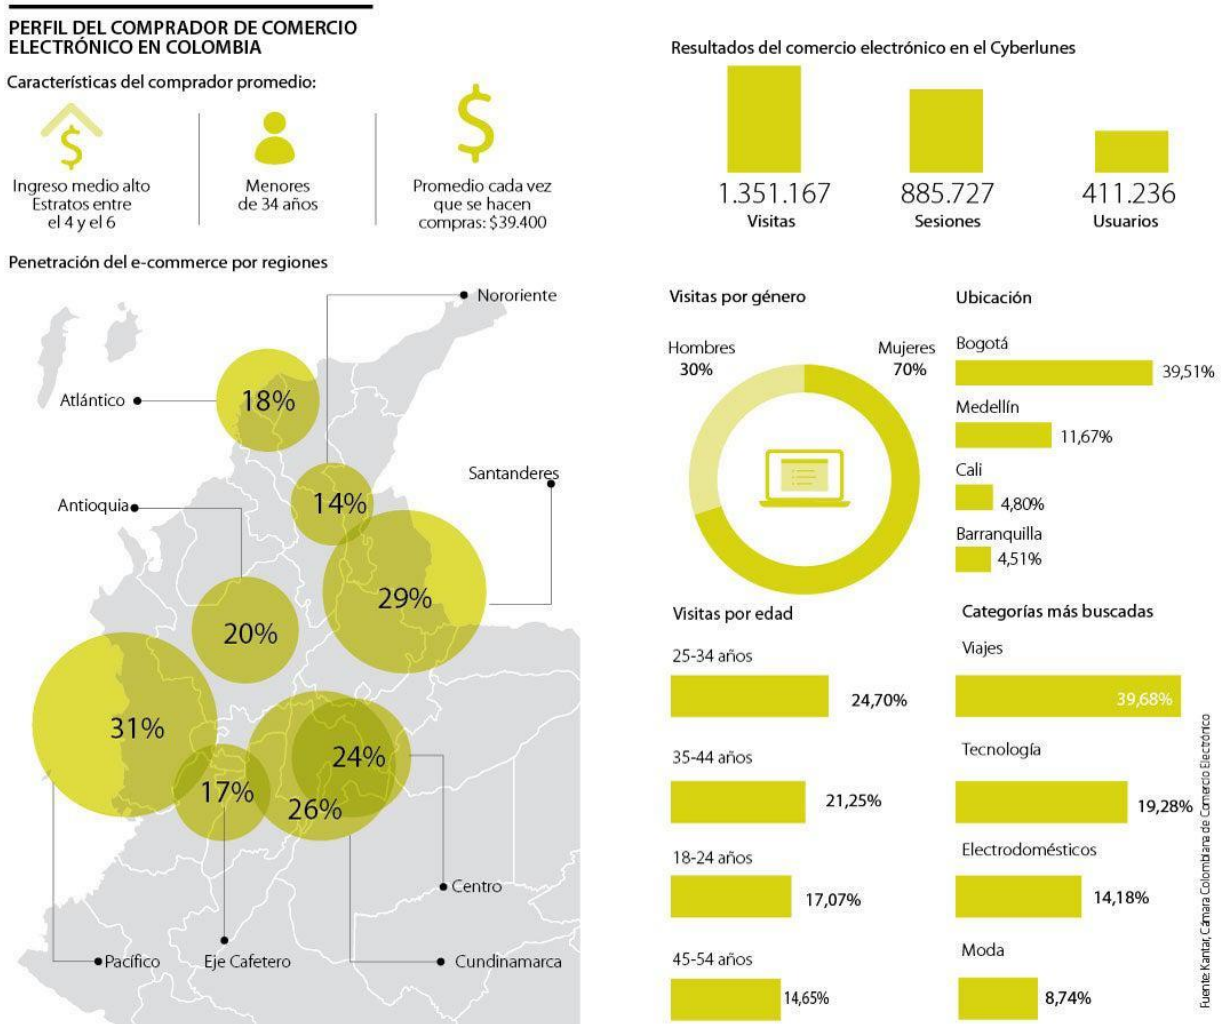 PERFIL DEL COMPRADOR DE COMERCIO
ELECTRÓNICO EN COLOMBIA
Características del comprador promedio:
$
Ingreso medio alto
Estratos entre
el 4 y el 6
Menores
de 34 años
$
Promedio cada vez
que se hacen
compras: $39.400
Penetración del e-commerce por regiones
Nororiente
Atlántico
18%
Santanderes
14%
Antioquia
29%
20%
31%
24%
17%
26%
Centro
Pacífico
Eje Cafetero
Cundinamarca
Resultados del comercio electrónico en el Cyberlunes
1.351.167
Visitas
885.727
Sesiones
411.236
Usuarios
Visitas por género
Hombres
30%
Mujeres
70%
Ubicación
Bogotá
39,51%
Medellín
11,67%
Cali
4,80%
Barranquilla
4,51%
Visitas por edad
25-34 años
24,70%
35-44 años
21,25%
18-24 años
17,07%
45-54 años
14,65%
Categorías más buscadas
Viajes
39,68%
Tecnología
19,28%
Electrodomésticos
14,18%
Moda
8,74%
Fuente: Kantar, Cámara Colombiana de Comercio Electrónico